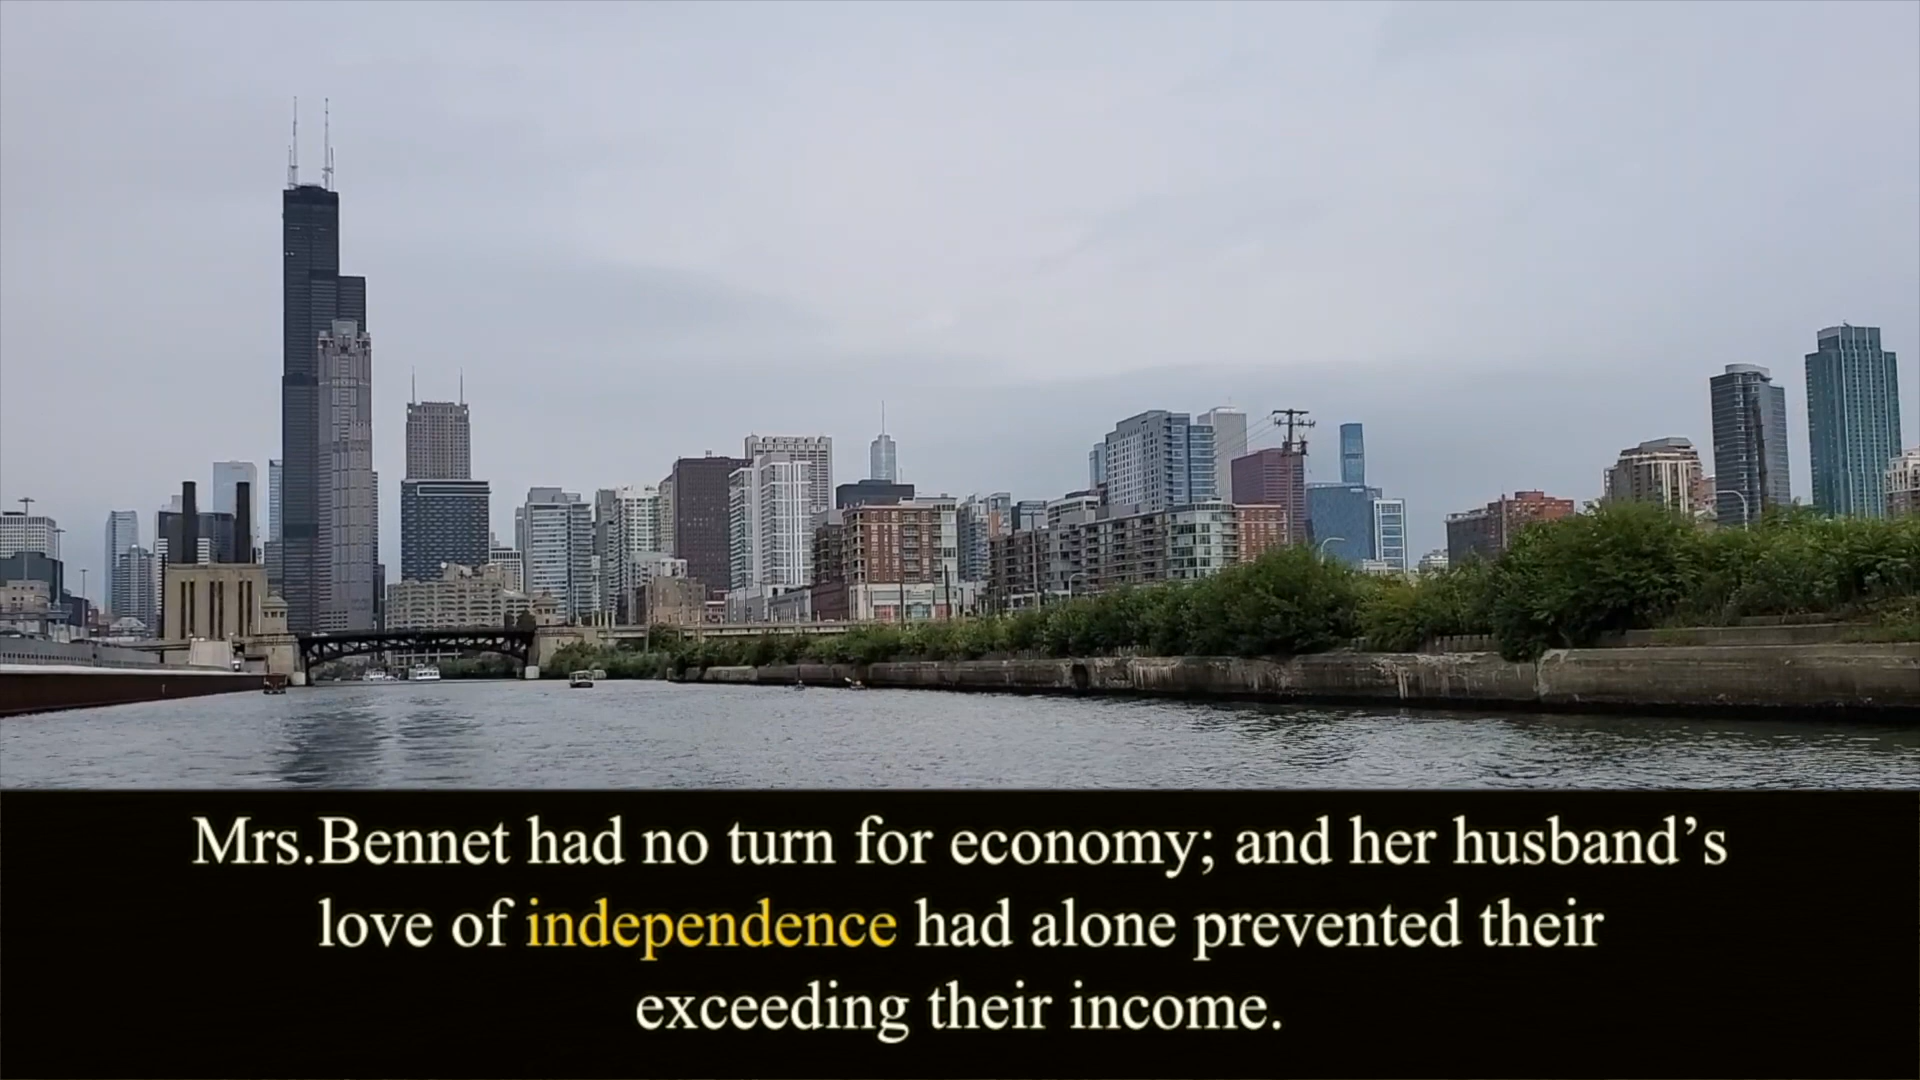 Mrs.Bennet had no turn for economy; and her husband’s
love of independence had alone prevented their
exceeding their income.